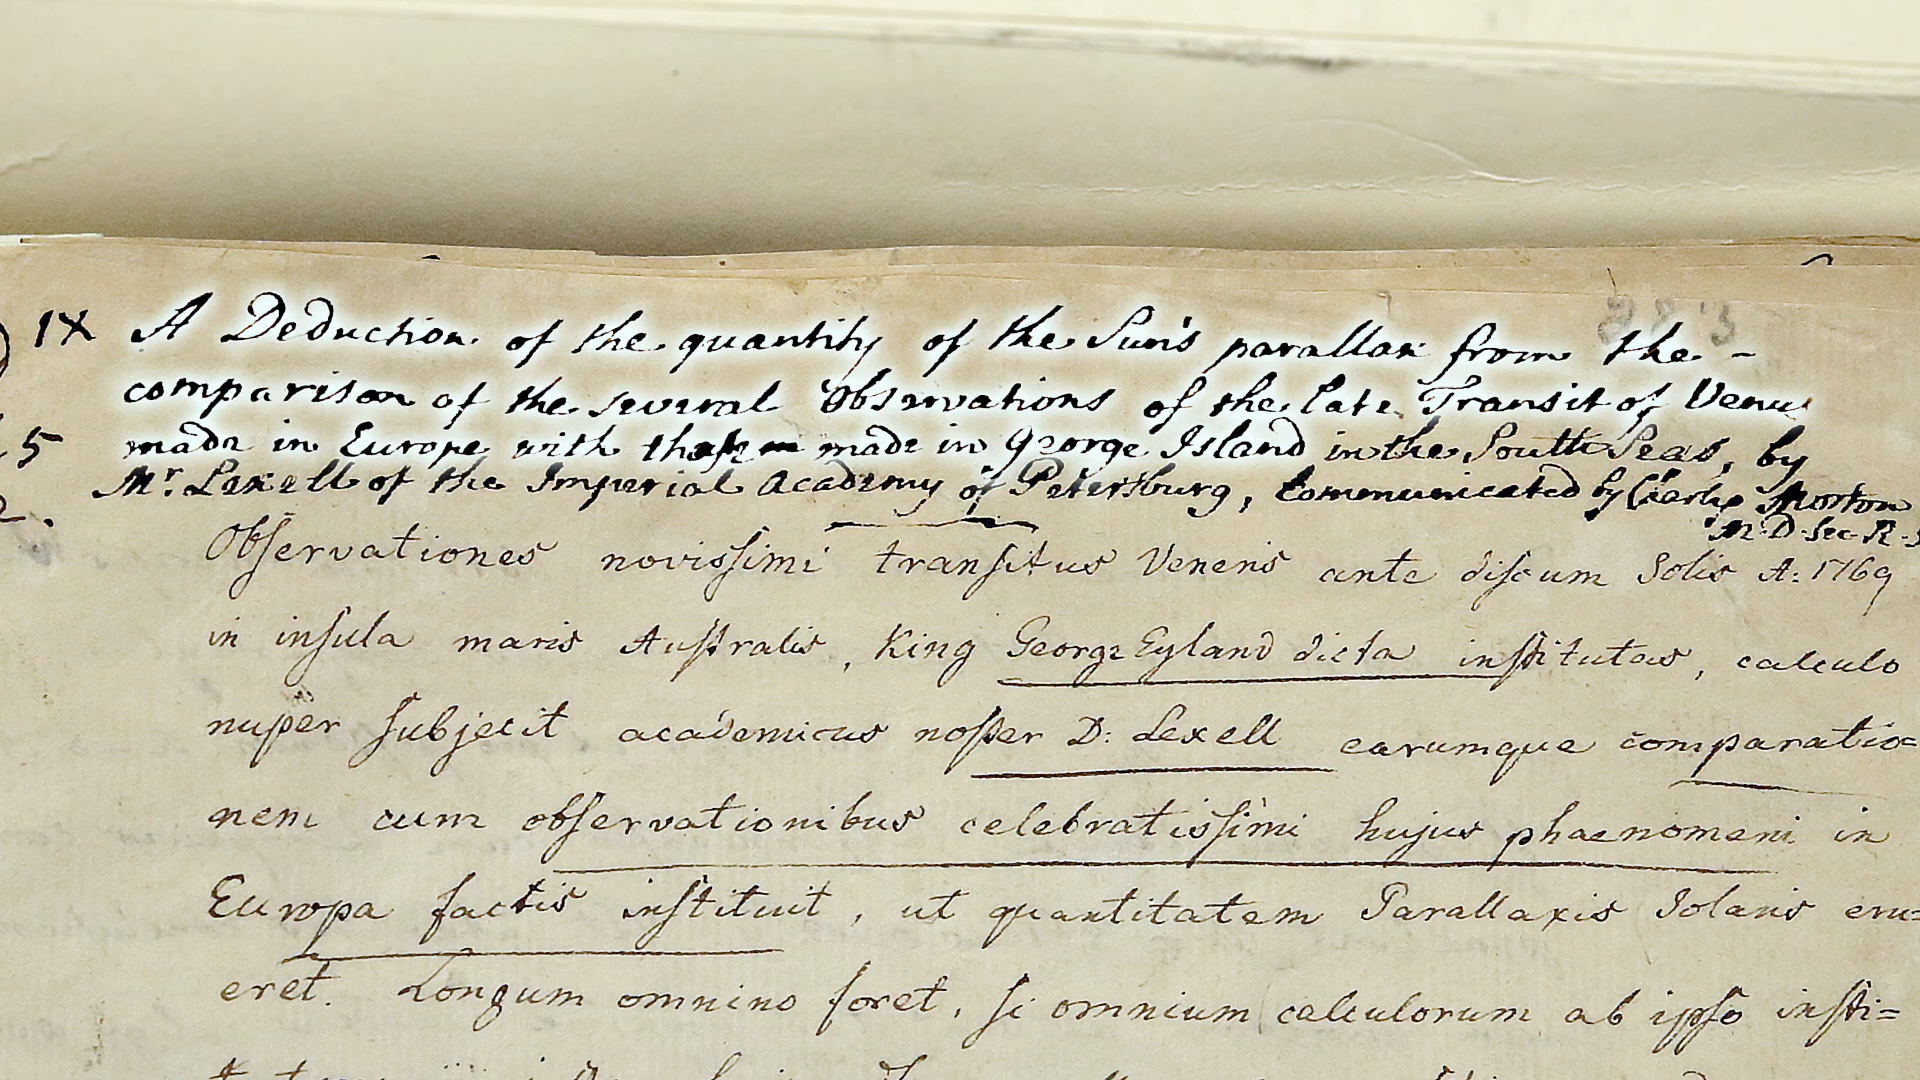 IX A Deduction of the quantity of the Sun's parallax from the -
comparison of the several Observations of the late Transit of Venus
5 made in Europe with made in George Island in the South Seas, by
Mr. Lexell of the Imperial Academy of Petersburg, Communicated by Charles Morton
M. D. Sec. R. S
Observationes novissimi transitus Veneris ante discum Solis A: 1769
in insula maris Australis, King George Eyland dicta institutas, calculo
nuper subjecit academicus noster D: Lexell earumque comparatio=
nem cum observationibus celebratissimi hujus phaenomeni in
Europa factis instituit, ut quantitatem Parallaxis Solaris eru=
eret. Longum omnino foret, si omnium calculorum ab ipso insti=